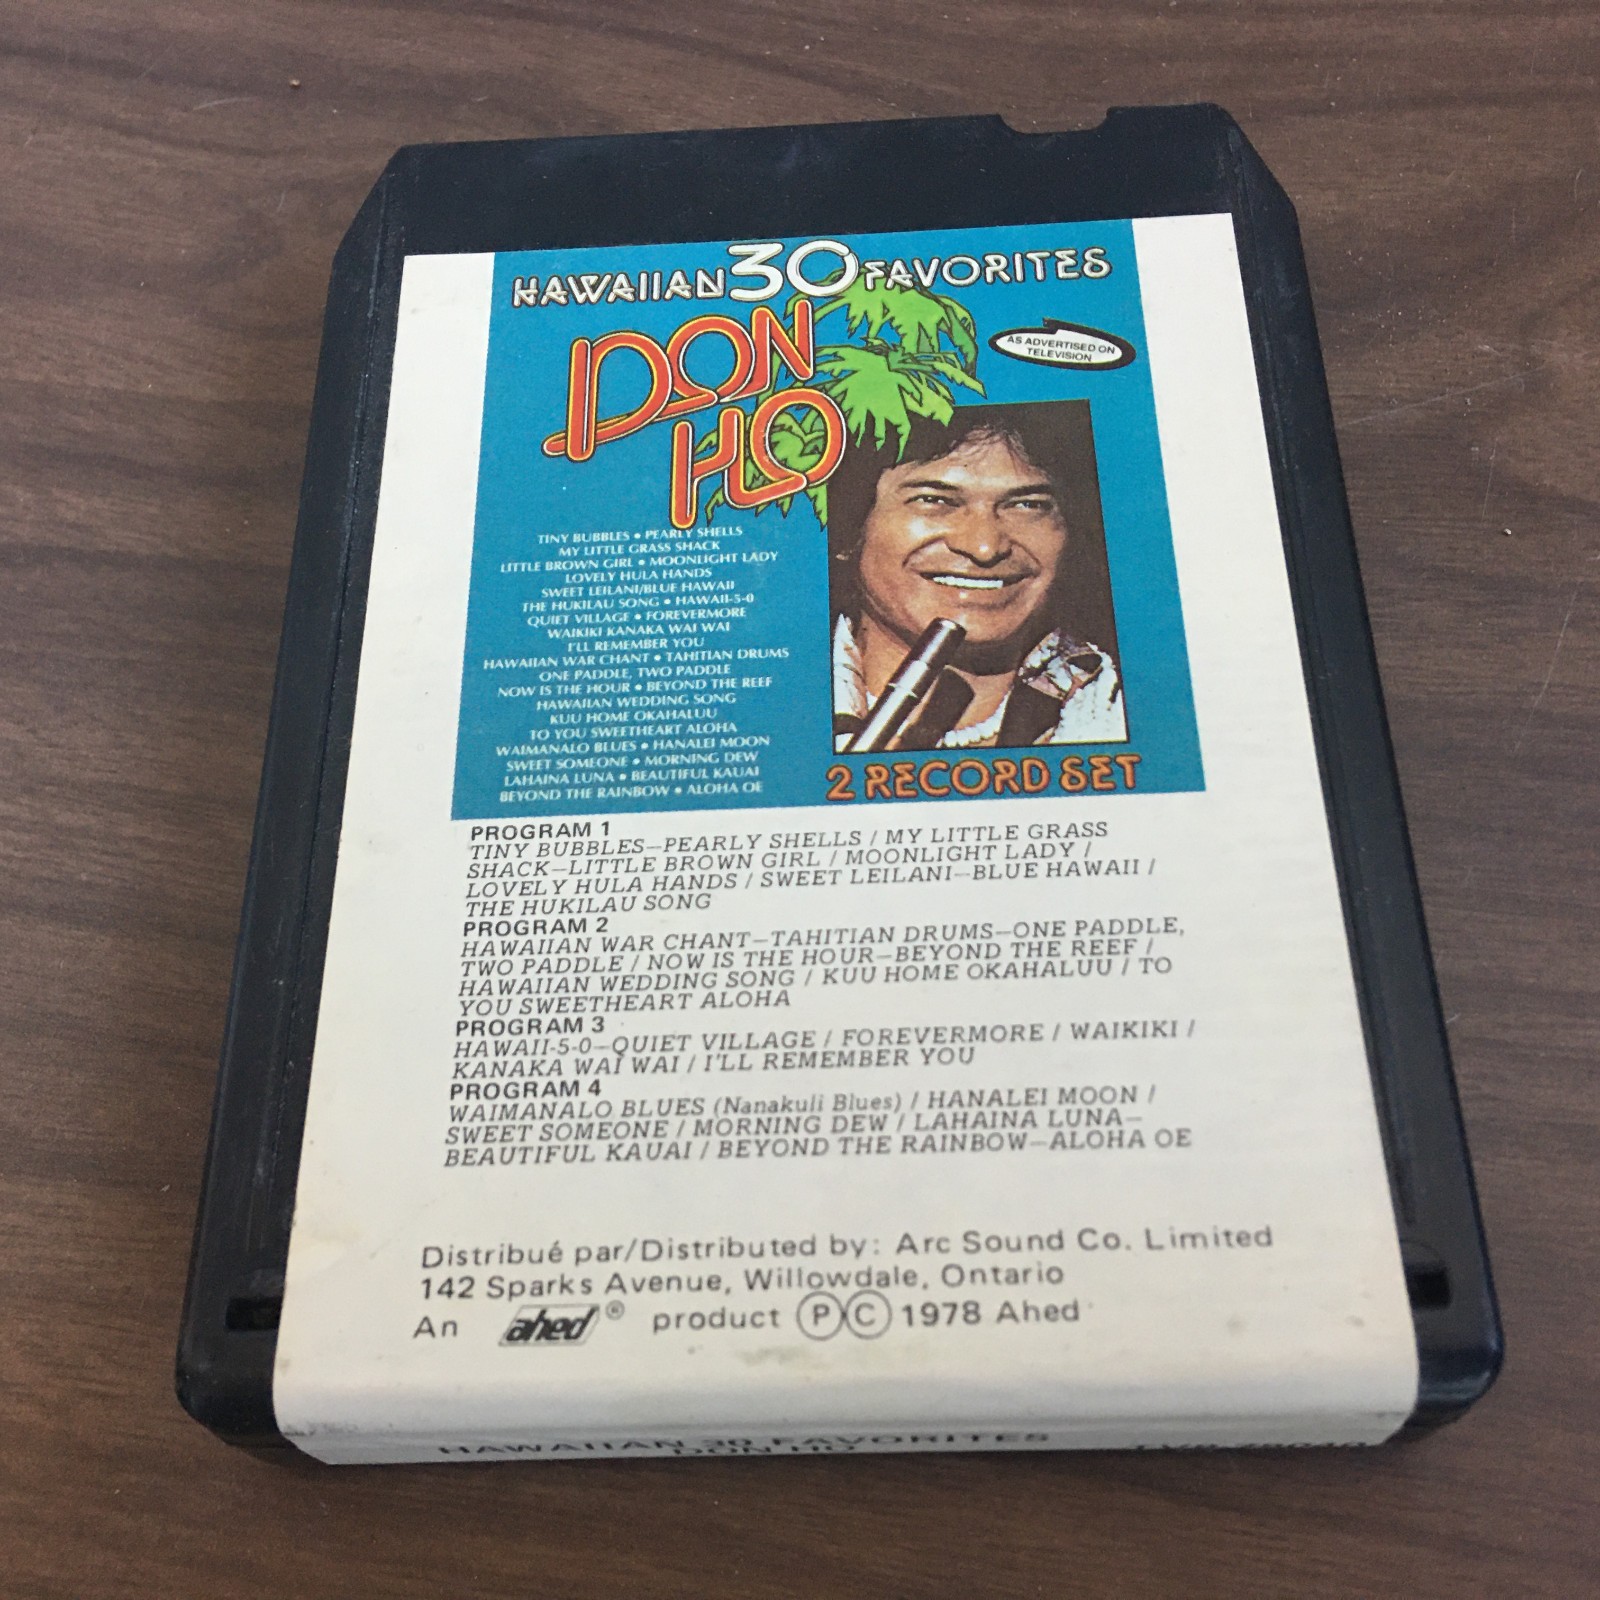 HAWAIIAN 30 FAVORITES
DON
HO
AS ADVERTISED ON
TELEVISION
TINY BUBBLES • PEARLY SHELLS
MY LITTLE GRASS SHACK
LITTLE BROWN GIRL • MOONLIGHT LADY
LOVELY HULA HANDS
SWEET LEILANI/BLUE HAWAII
THE HUKILAU SONG • HAWAII-5-0
QUIET VILLAGE • FOREVERMORE
WAIKIKI KANAKA WAI WAI
I'LL REMEMBER YOU
HAWAIIAN WAR CHANT • TAHITIAN DRUMS
ONE PADDLE, TWO PADDLE
NOW IS THE HOUR • BEYOND THE REEF
HAWAIIAN WEDDING SONG
KUU HOME OKAHALUU
TO YOU SWEETHEART ALOHA
WAIMANALO BLUES • HANALEI MOON
SWEET SOMEONE • MORNING DEW
LAHAINA LUNA • BEAUTIFUL KAUAI
BEYOND THE RAINBOW • ALOHA OE
2 RECORD SET
PROGRAM 1
TINY BUBBLES—PEARLY SHELLS / MY LITTLE GRASS
SHACK—LITTLE BROWN GIRL / MOONLIGHT LADY /
LOVELY HULA HANDS / SWEET LEILANI—BLUE HAWAII /
THE HUKILAU SONG
PROGRAM 2
HAWAIIAN WAR CHANT—TAHITIAN DRUMS—ONE PADDLE,
TWO PADDLE / NOW IS THE HOUR—BEYOND THE REEF /
HAWAIIAN WEDDING SONG / KUU HOME OKAHALUU / TO
YOU SWEETHEART ALOHA
PROGRAM 3
HAWAII-5-0—QUIET VILLAGE / FOREVERMORE / WAIKIKI /
KANAKA WAI WAI / I'LL REMEMBER YOU
PROGRAM 4
WAIMANALO BLUES (Nanakuli Blues) / HANALEI MOON /
SWEET SOMEONE / MORNING DEW / LAHAINA LUNA—
BEAUTIFUL KAUAI / BEYOND THE RAINBOW—ALOHA OE
Distribué par/Distributed by: Arc Sound Co. Limited
142 Sparks Avenue, Willowdale, Ontario
An ahed® product Ⓟ Ⓒ 1978 Ahed
HAWAIIAN 30 FAVORITES
DON HO